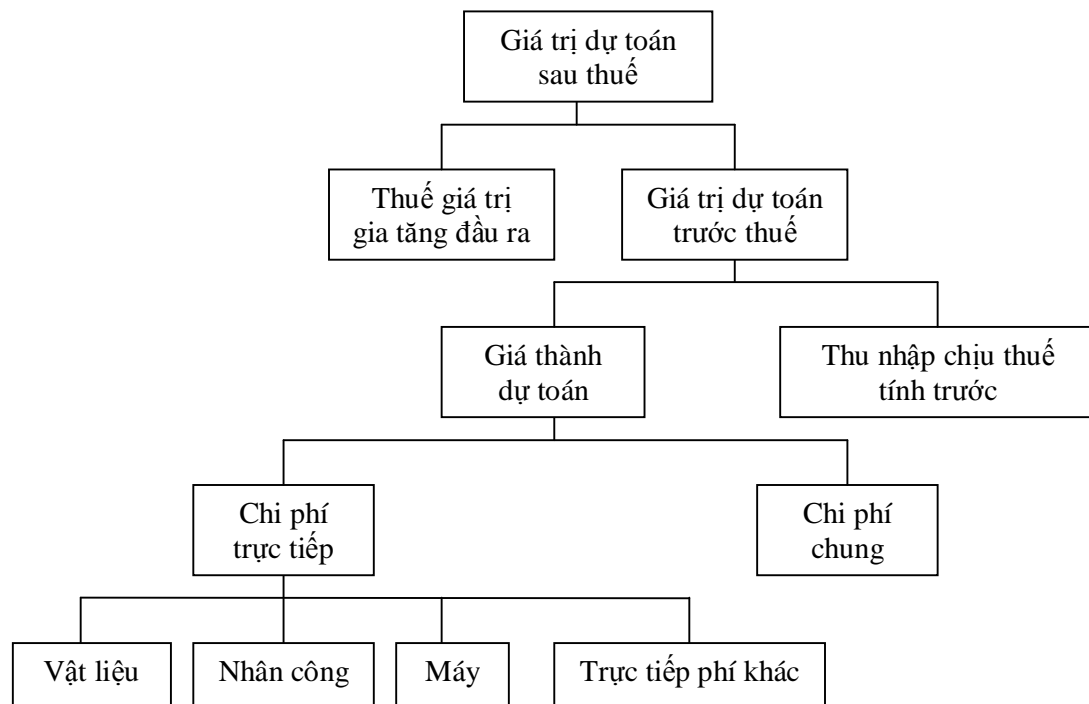 Giá trị dự toán
sau thuế
Thuế giá trị
gia tăng đầu ra
Giá trị dự toán
trước thuế
Giá thành
dự toán
Thu nhập chịu thuế
tính trước
Chi phí
trực tiếp
Chi phí
chung
Vật liệu
Nhân công
Máy
Trực tiếp phí khác